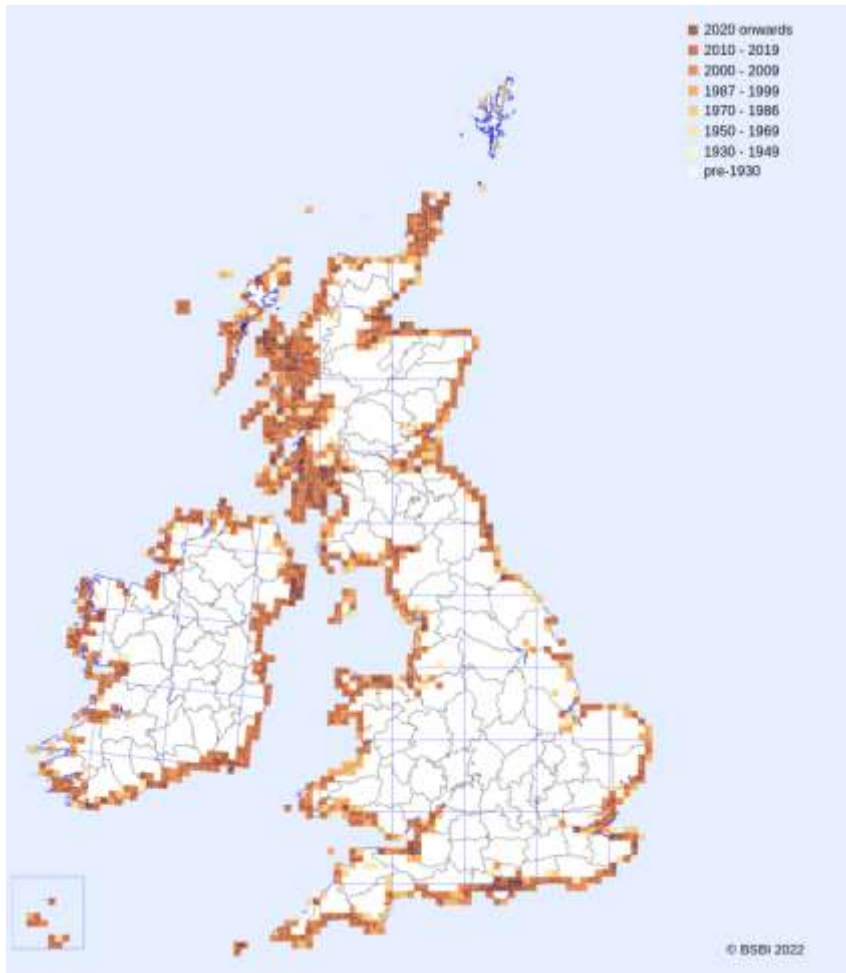 2020 onwards
2010 - 2019
2000 - 2009
1987 - 1999
1970 - 1986
1950 - 1969
1930 - 1949
pre-1930
© BSBI 2022